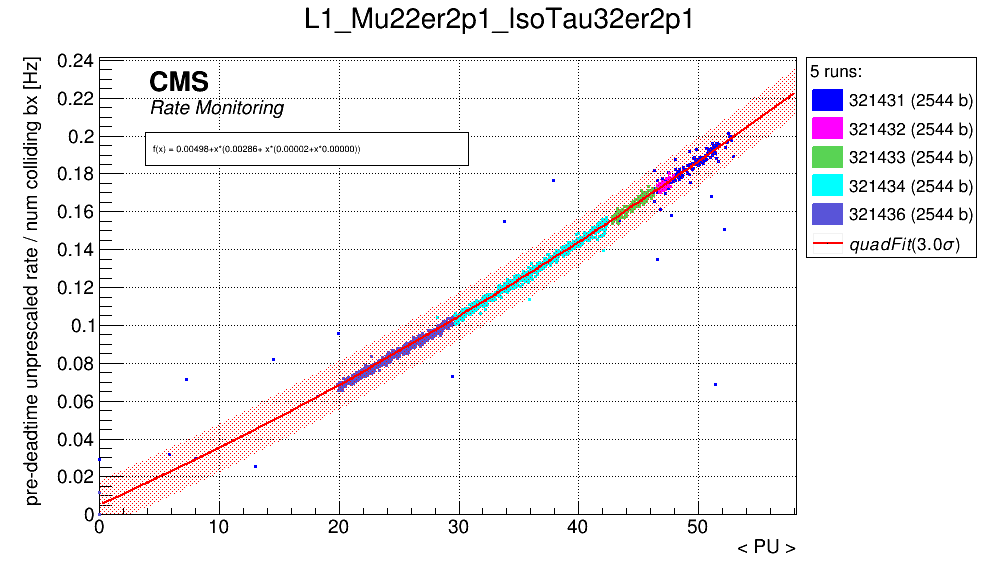 L1_Mu22er2p1_IsoTau32er2p1
pre-deadtime unprescaled rate / num colliding bx [Hz]
0.24
0.22
0.2
0.18
0.16
0.14
0.12
0.1
0.08
0.06
0.04
0.02
0
CMS
Rate Monitoring
f(x) = 0.00498+x*(0.00286+ x*(0.00002+x*0.00000))
0 10 20 30 40 50
< PU >
5 runs:
321431 (2544 b)
321432 (2544 b)
321433 (2544 b)
321434 (2544 b)
321436 (2544 b)
quadFit(3.0σ)